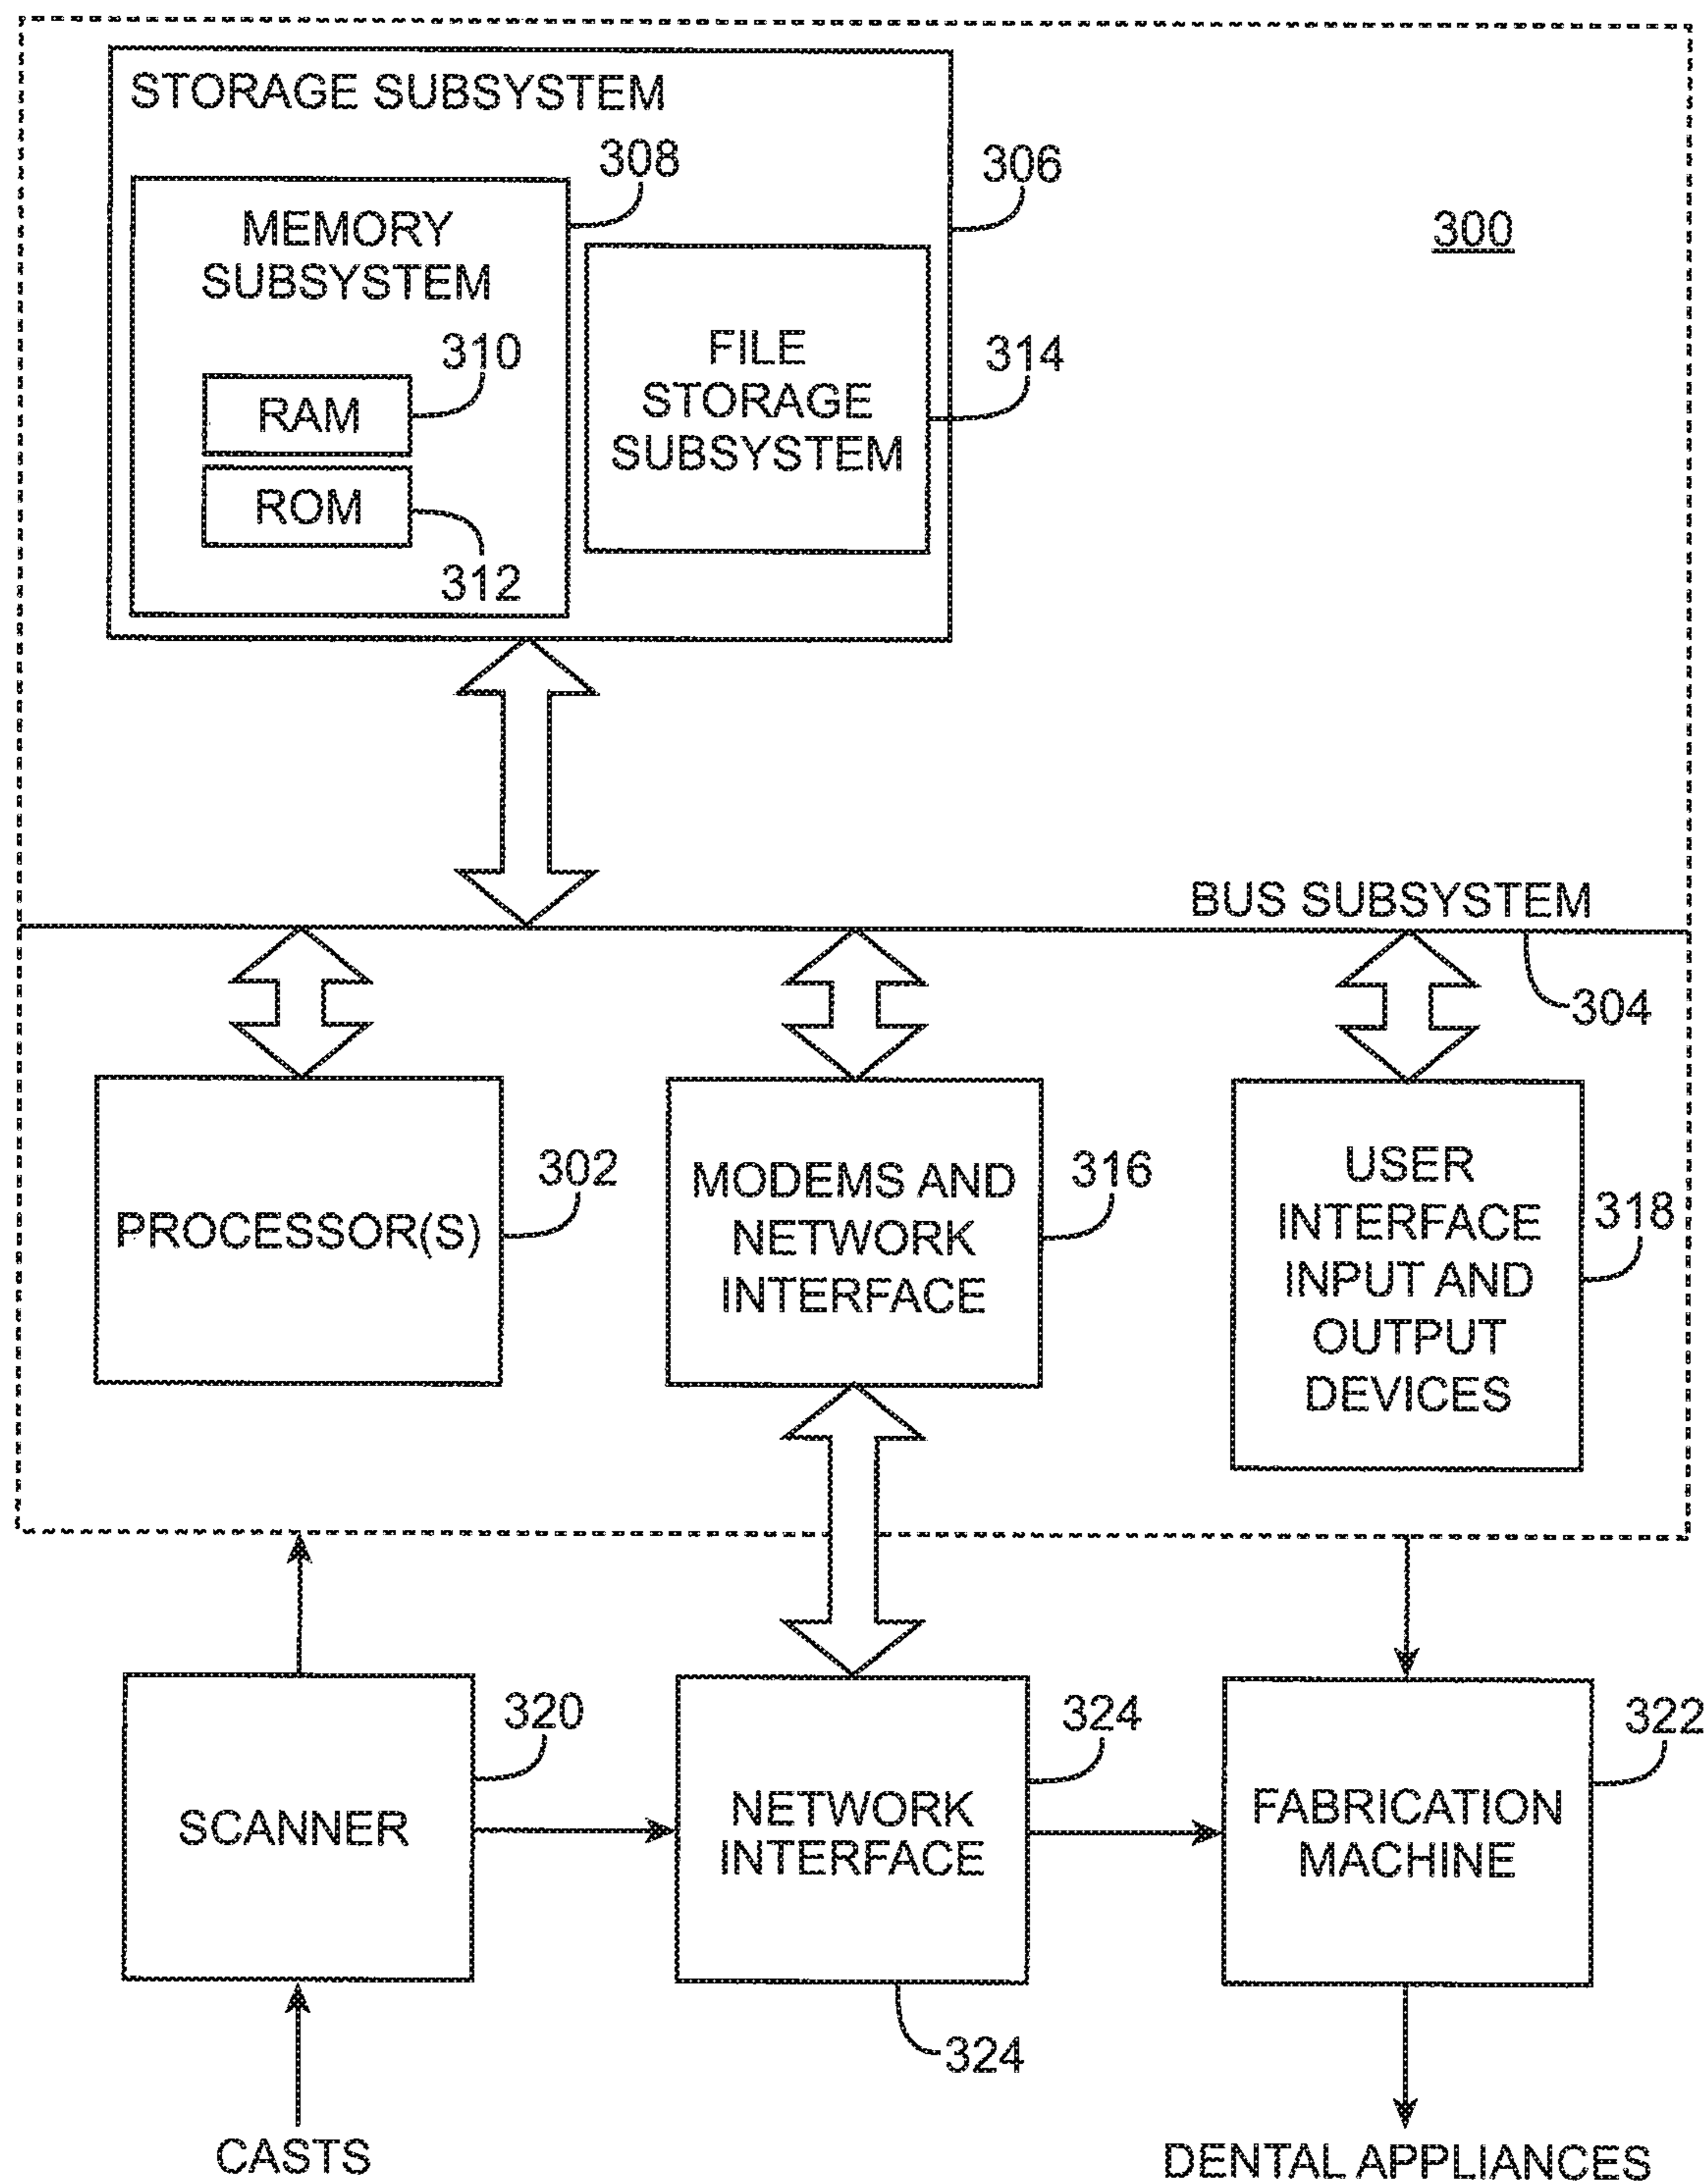 STORAGE SUBSYSTEM
308
306
300
MEMORY
SUBSYSTEM
310
RAM
ROM
312
FILE
STORAGE
SUBSYSTEM
314
BUS SUBSYSTEM
304
PROCESSOR(S)
302
MODEMS AND
NETWORK
INTERFACE
316
USER
INTERFACE
INPUT AND
OUTPUT
DEVICES
318
SCANNER
320
NETWORK
INTERFACE
324
324
FABRICATION
MACHINE
322
CASTS
DENTAL APPLIANCES